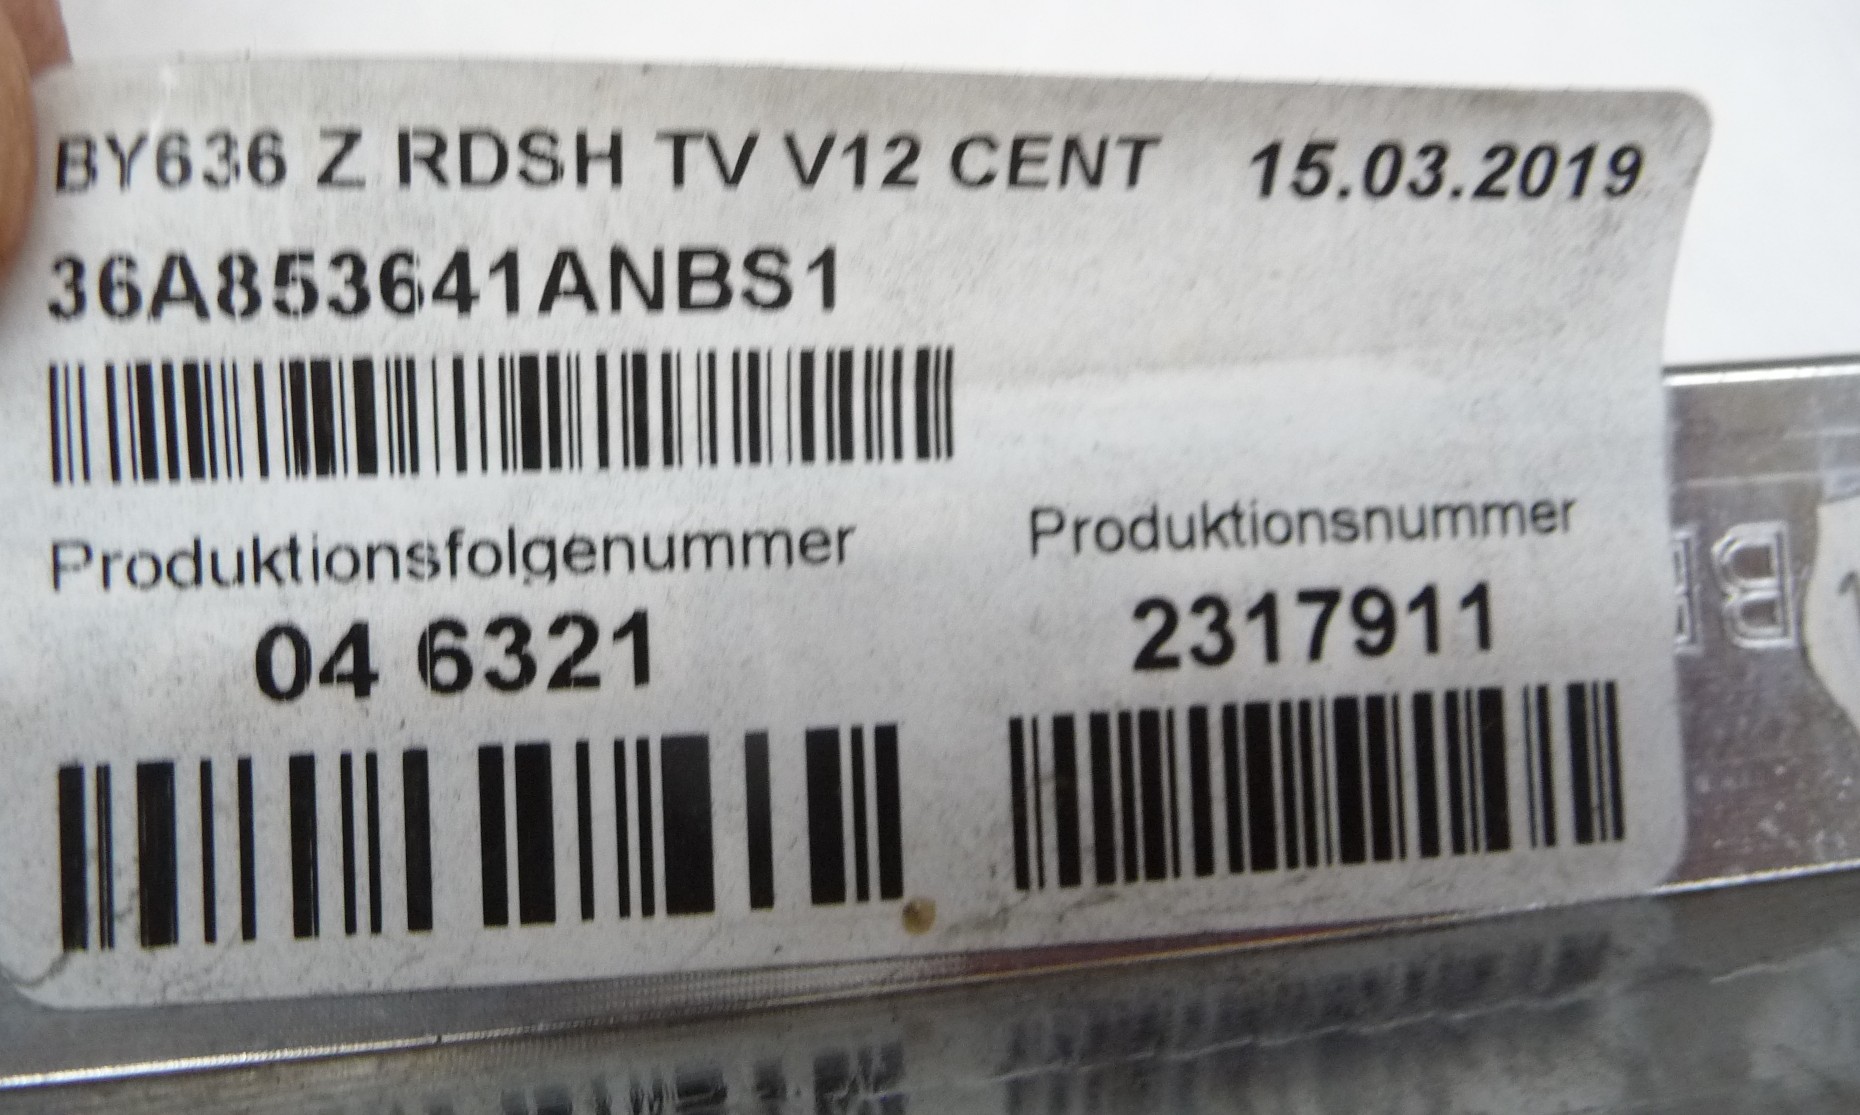 BY636 Z RDSH TV V12 CENT 15.03.2019
36A853641ANBS1
Produktionsfolgenummer
04 6321
Produktionsnummer
2317911